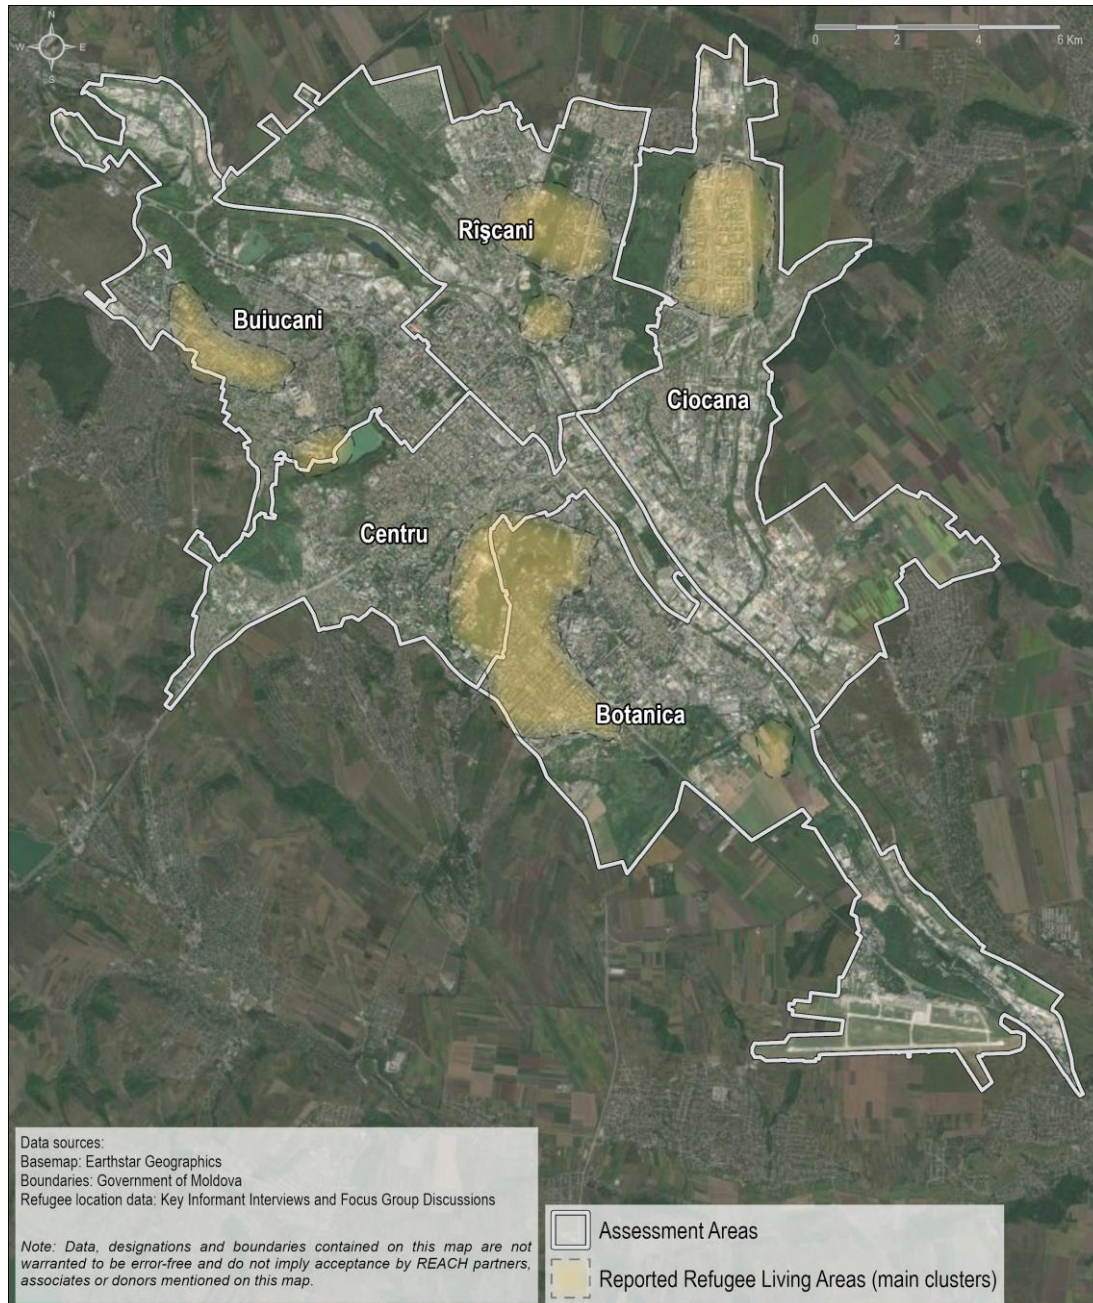 N
W E
S
0 2 4 6 Km
Rîşcani
Buiucani
Ciocana
Centru
Botanica
Data sources:
Basemap: Earthstar Geographics
Boundaries: Government of Moldova
Refugee location data: Key Informant Interviews and Focus Group Discussions
Note: Data, designations and boundaries contained on this map are not
warranted to be error-free and do not imply acceptance by REACH partners,
associates or donors mentioned on this map.
Assessment Areas
Reported Refugee Living Areas (main clusters)